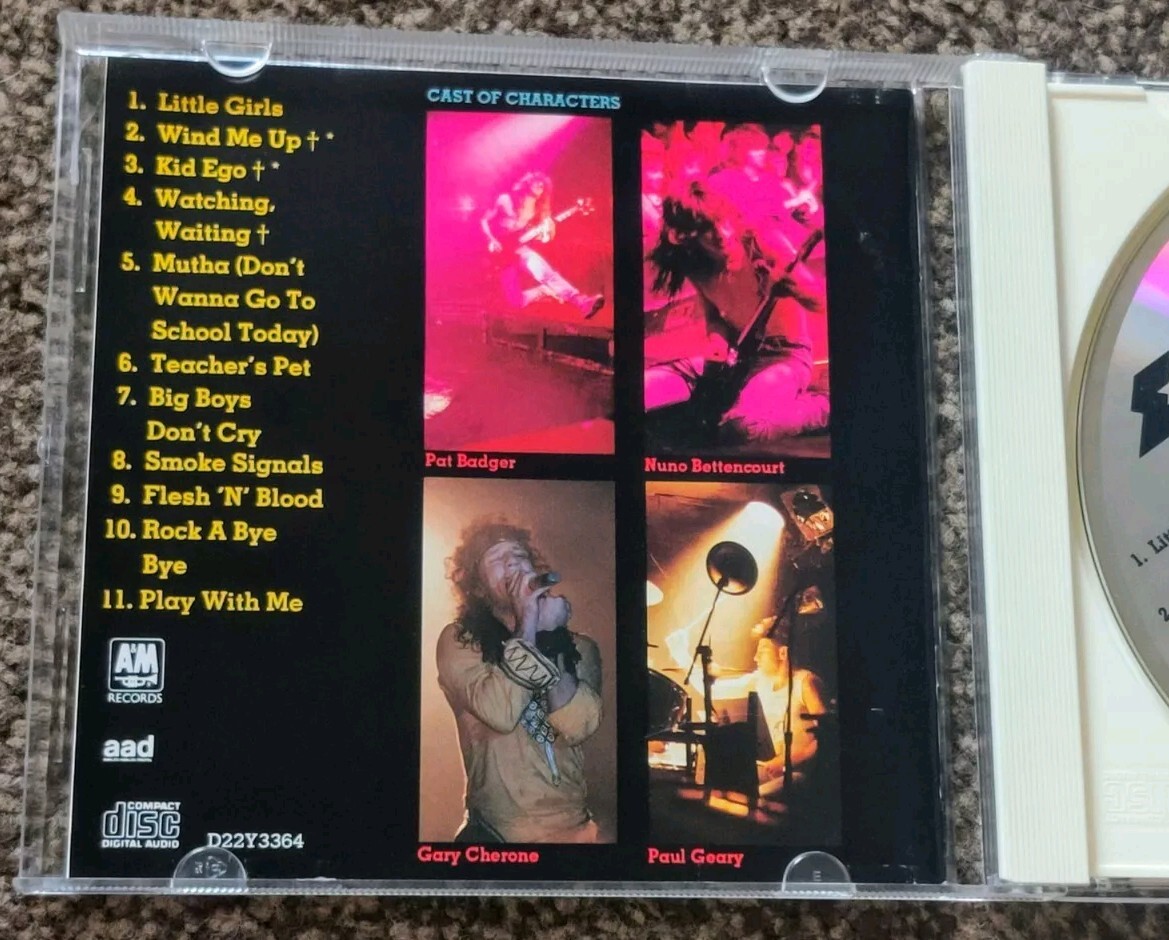 1. Little Girls
2. Wind Me Up † *
3. Kid Ego † *
4. Watching,
Waiting †
5. Mutha (Don't
Wanna Go To
School Today)
6. Teacher's Pet
7. Big Boys
Don't Cry
8. Smoke Signals
9. Flesh 'N' Blood
10. Rock A Bye
Bye
11. Play With Me
A&M
RECORDS
aad
COMPACT
disc
DIGITAL AUDIO
D22Y3364
CAST OF CHARACTERS
Pat Badger
Nuno Bettencourt
Gary Cherone
Paul Geary
1. Lit
2